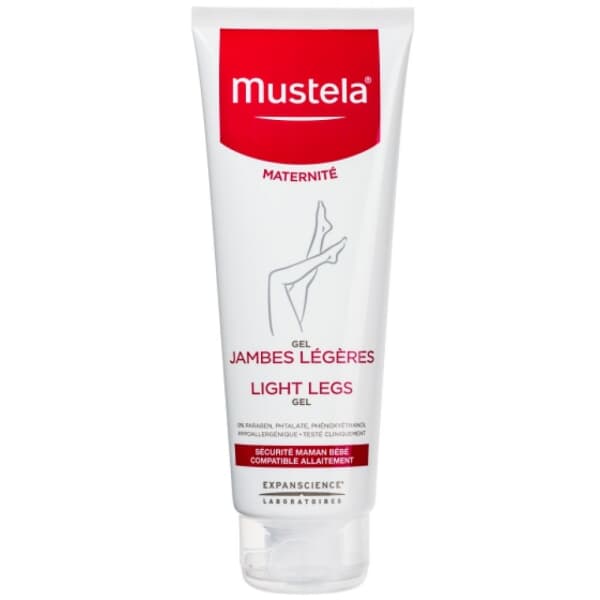 mustela®
MATERNITÉ
GEL
JAMBES LÉGÈRES
LIGHT LEGS
GEL
0% PARABEN, PHTALATE, PHÉNOXYÉTHANOL
HYPOALLERGÉNIQUE • TESTÉ CLINIQUEMENT
SÉCURITÉ MAMAN BÉBÉ
COMPATIBLE ALLAITEMENT
EXPANSCIENCE®
LABORATOIRES